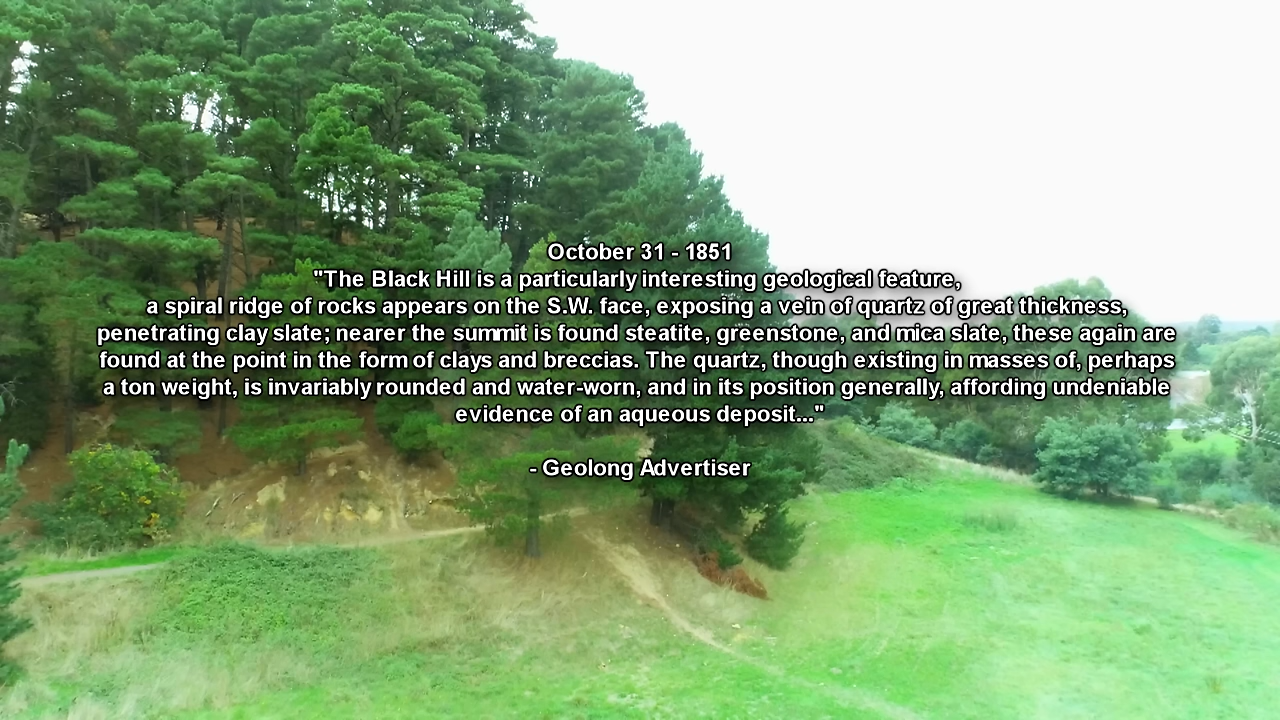 October 31 - 1851
"The Black Hill is a particularly interesting geological feature,
a spiral ridge of rocks appears on the S.W. face, exposing a vein of quartz of great thickness,
penetrating clay slate; nearer the summit is found steatite, greenstone, and mica slate, these again are
found at the point in the form of clays and breccias. The quartz, though existing in masses of, perhaps
a ton weight, is invariably rounded and water-worn, and in its position generally, affording undeniable
evidence of an aqueous deposit..."
- Geolong Advertiser